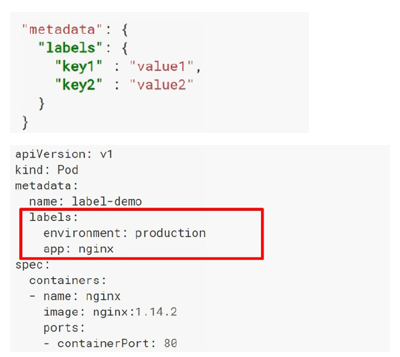 "metadata": {
  "labels": {
    "key1" : "value1",
    "key2" : "value2"
  }
}
apiVersion: v1
kind: Pod
metadata:
  name: label-demo
  labels:
    environment: production
    app: nginx
spec:
  containers:
  - name: nginx
    image: nginx:1.14.2
    ports:
    - containerPort: 80